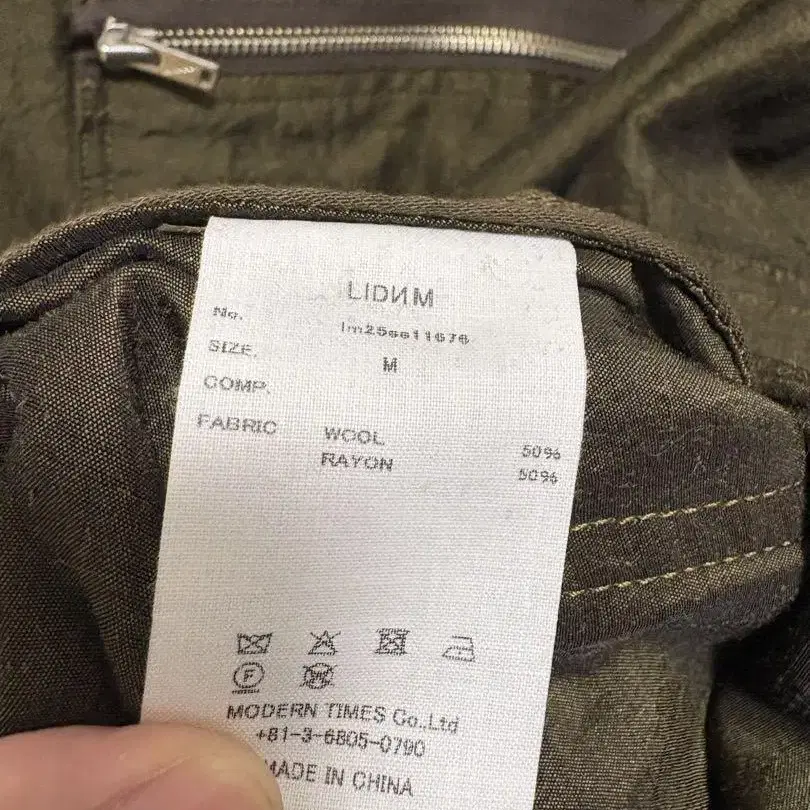 LIDИM
No. lm25ss11676
SIZE. M
COMP.
FABRIC WOOL 50%
RAYON 50%
F
W
MODERN TIMES Co.,Ltd
+81-3-6805-0790
MADE IN CHINA